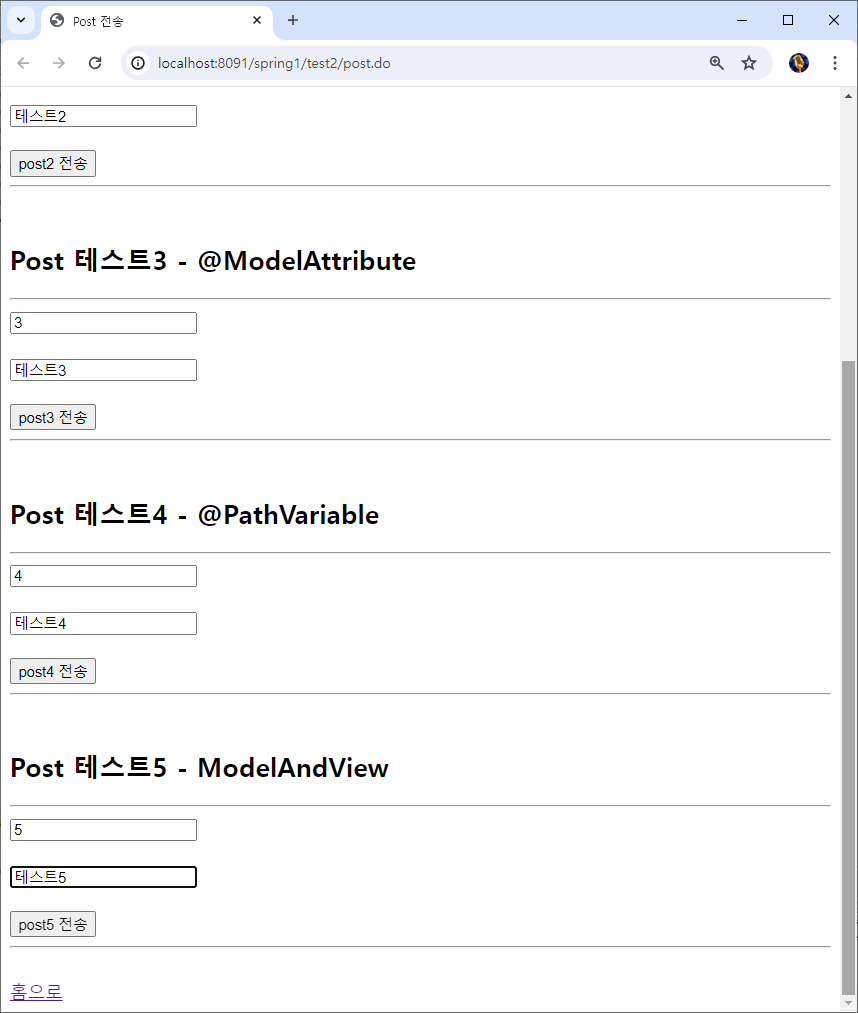 Post 전송
localhost:8091/spring1/test2/post.do
테스트2
post2 전송
Post 테스트3 - @ModelAttribute
3
테스트3
post3 전송
Post 테스트4 - @PathVariable
4
테스트4
post4 전송
Post 테스트5 - ModelAndView
5
테스트5
post5 전송
홈으로